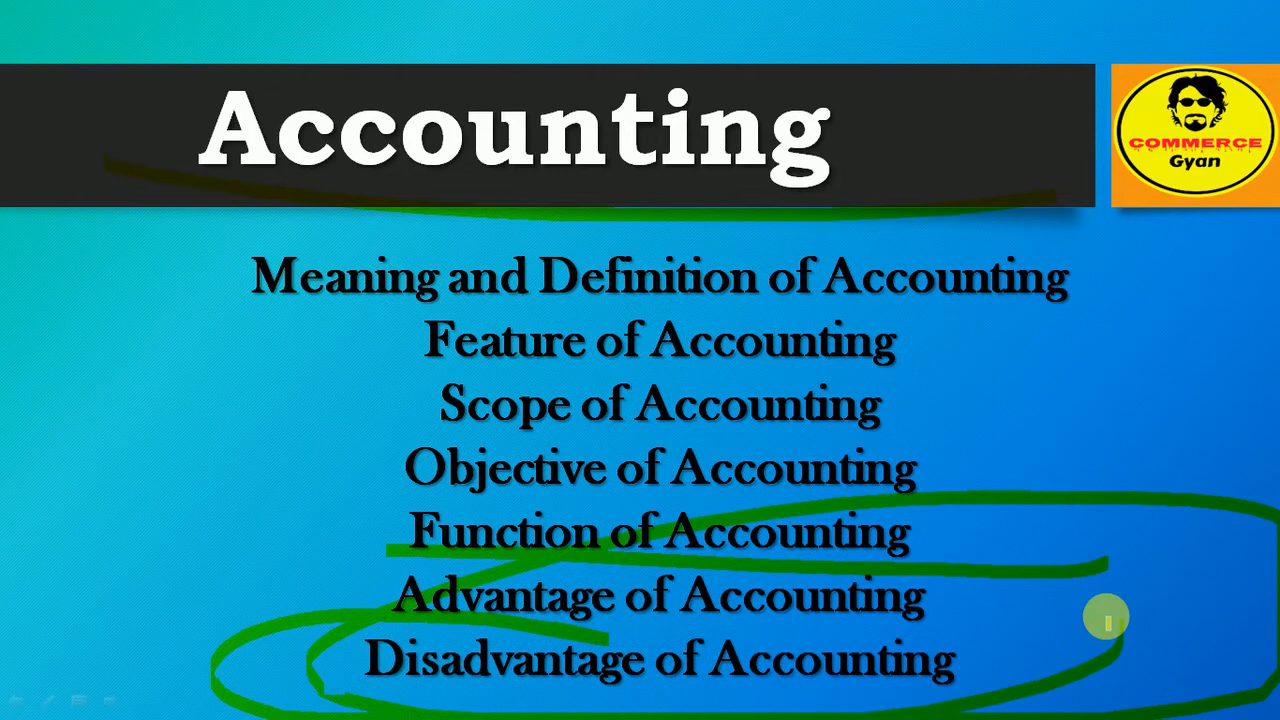 Accounting
COMMERCE
Gyan
Meaning and Definition of Accounting
Feature of Accounting
Scope of Accounting
Objective of Accounting
Function of Accounting
Advantage of Accounting
Disadvantage of Accounting